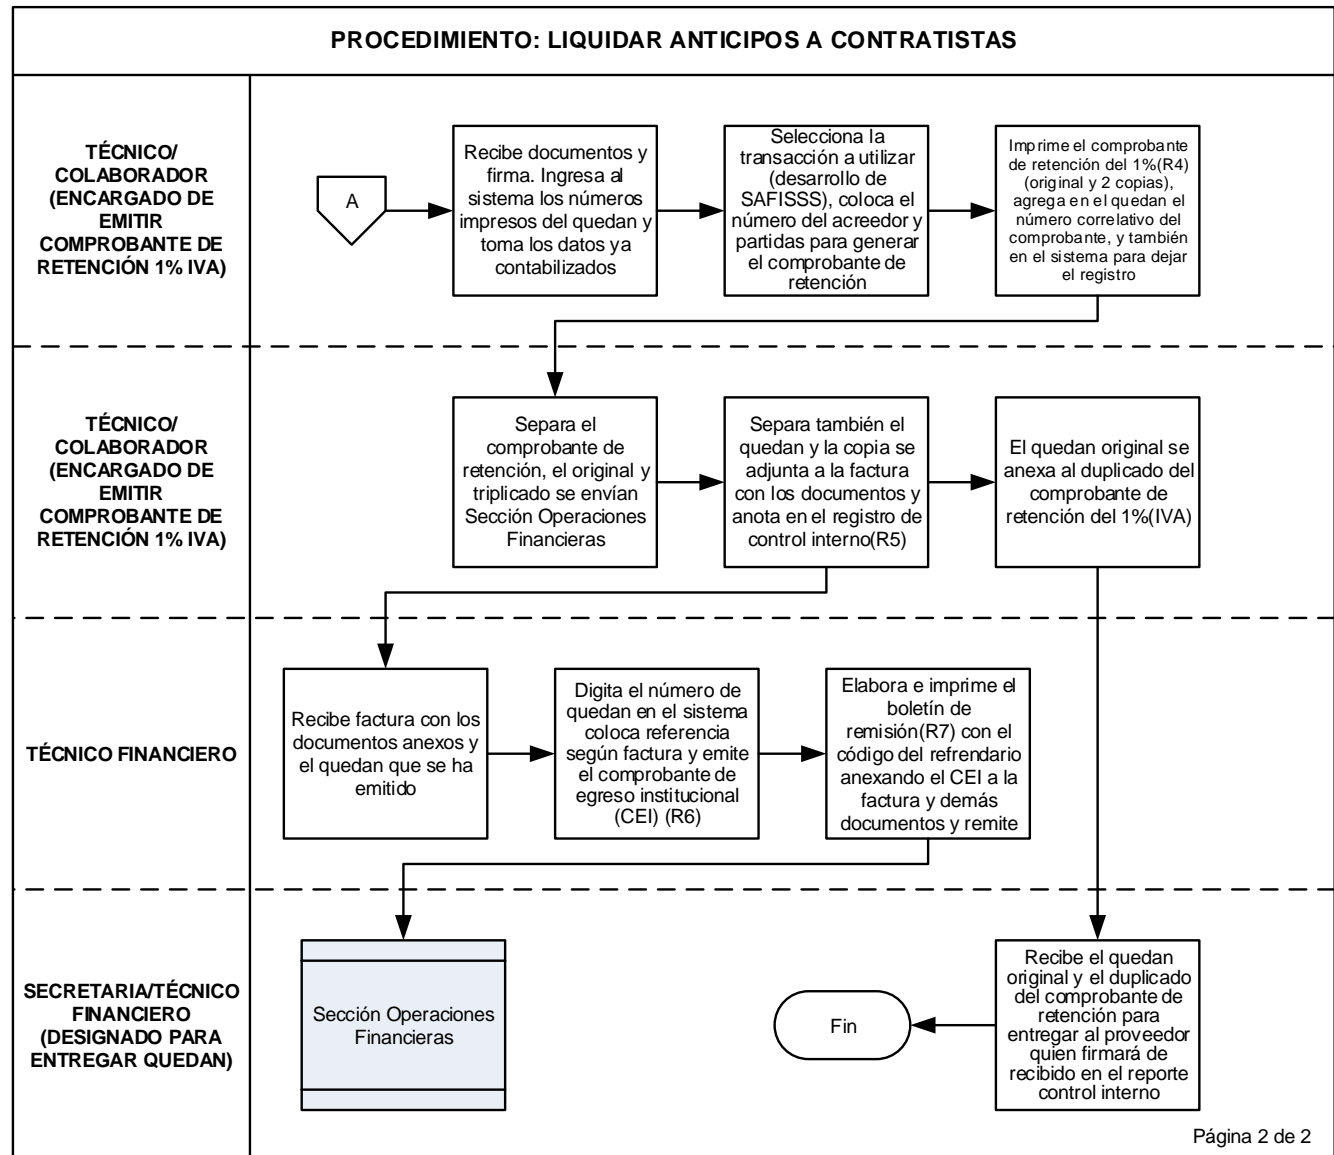 PROCEDIMIENTO: LIQUIDAR ANTICIPOS A CONTRATISTAS
TÉCNICO/
COLABORADOR
(ENCARGADO DE
EMITIR
COMPROBANTE DE
RETENCIÓN 1% IVA)
A
Recibe documentos y
firma. Ingresa al
sistema los números
impresos del quedan y
toma los datos ya
contabilizados
Selecciona la
transacción a utilizar
(desarrollo de
SAFISSS), coloca el
número del acreedor y
partidas para generar
el comprobante de
retención
Imprime el comprobante
de retención del 1%(R4)
(original y 2 copias),
agrega en el quedan el
número correlativo del
comprobante, y también
en el sistema para dejar
el registro
TÉCNICO/
COLABORADOR
(ENCARGADO DE
EMITIR
COMPROBANTE DE
RETENCIÓN 1% IVA)
Separa el
comprobante de
retención, el original y
triplicado se envían
Sección Operaciones
Financieras
Separa también el
quedan y la copia se
adjunta a la factura
con los documentos y
anota en el registro de
control interno(R5)
El quedan original se
anexa al duplicado del
comprobante de
retención del 1%(IVA)
TÉCNICO FINANCIERO
Recibe factura con los
documentos anexos y
el quedan que se ha
emitido
Digita el número de
quedan en el sistema
coloca referencia
según factura y emite
el comprobante de
egreso institucional
(CEI) (R6)
Elabora e imprime el
boletín de
remisión(R7) con el
código del refrendario
anexando el CEI a la
factura y demás
documentos y remite
SECRETARIA/TÉCNICO
FINANCIERO
(DESIGNADO PARA
ENTREGAR QUEDAN)
Sección Operaciones
Financieras
Fin
Recibe el quedan
original y el duplicado
del comprobante de
retención para
entregar al proveedor
quien firmará de
recibido en el reporte
control interno
Página 2 de 2